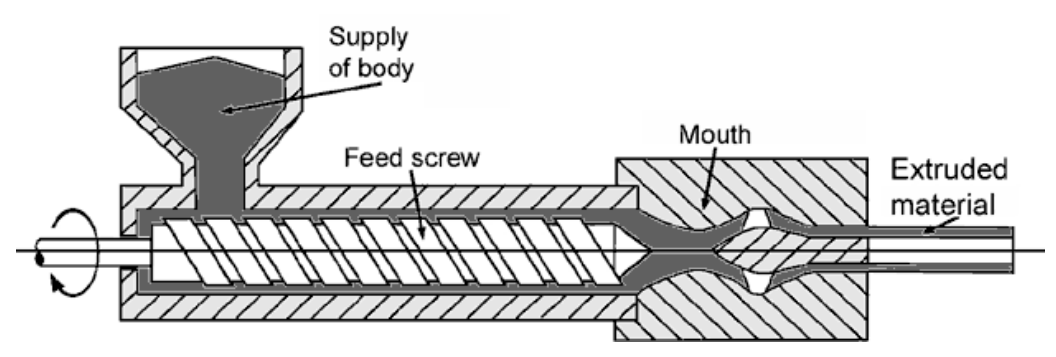 Supply
of body
Feed screw
Mouth
Extruded
material